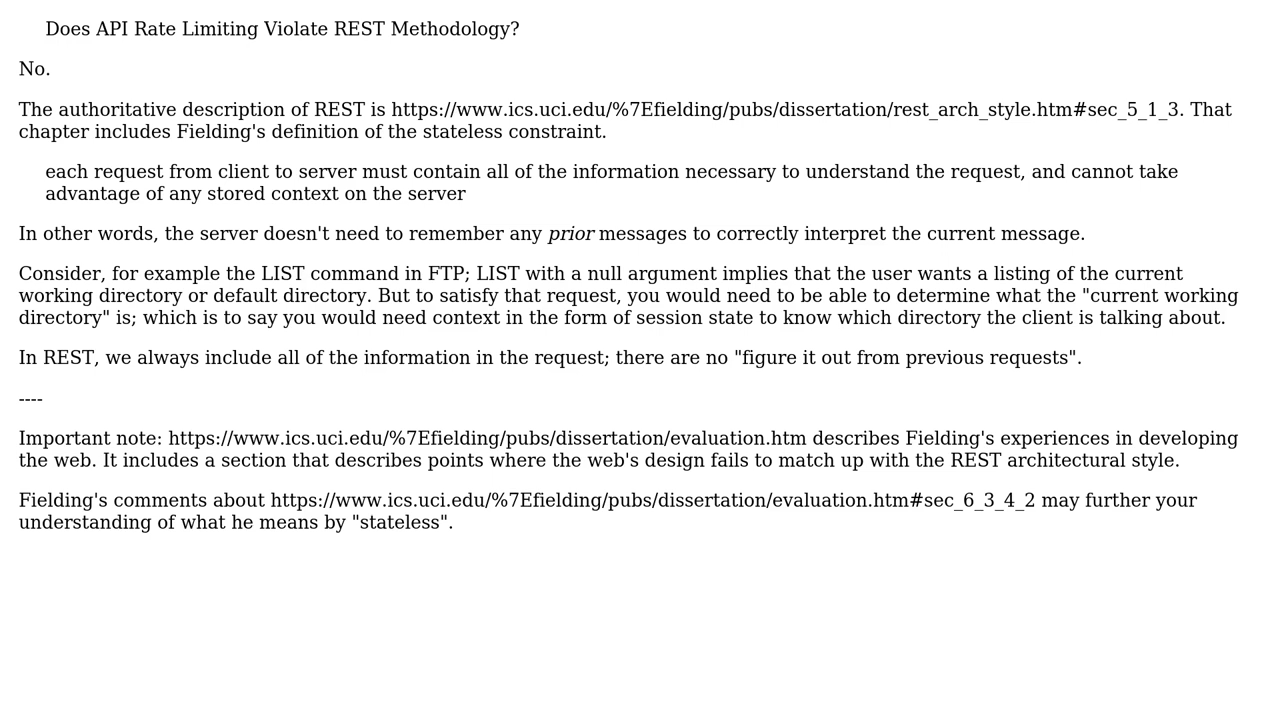 Does API Rate Limiting Violate REST Methodology?
No.
The authoritative description of REST is https://www.ics.uci.edu/%7Efielding/pubs/dissertation/rest_arch_style.htm#sec_5_1_3. That
chapter includes Fielding's definition of the stateless constraint.
each request from client to server must contain all of the information necessary to understand the request, and cannot take
advantage of any stored context on the server
In other words, the server doesn't need to remember any prior messages to correctly interpret the current message.
Consider, for example the LIST command in FTP; LIST with a null argument implies that the user wants a listing of the current
working directory or default directory. But to satisfy that request, you would need to be able to determine what the "current working
directory" is; which is to say you would need context in the form of session state to know which directory the client is talking about.
In REST, we always include all of the information in the request; there are no "figure it out from previous requests".
----
Important note: https://www.ics.uci.edu/%7Efielding/pubs/dissertation/evaluation.htm describes Fielding's experiences in developing
the web. It includes a section that describes points where the web's design fails to match up with the REST architectural style.
Fielding's comments about https://www.ics.uci.edu/%7Efielding/pubs/dissertation/evaluation.htm#sec_6_3_4_2 may further your
understanding of what he means by "stateless".